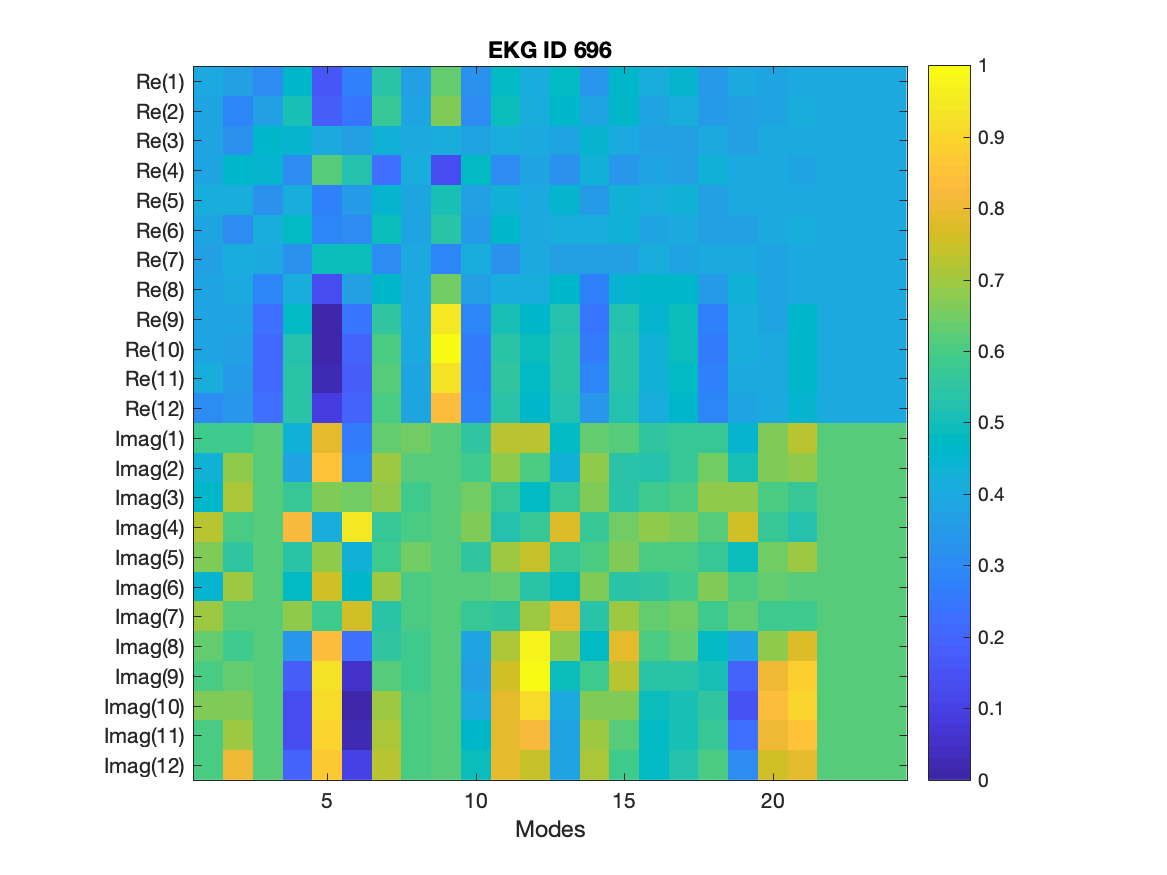 EKG ID 696
Re(1)
Re(2)
Re(3)
Re(4)
Re(5)
Re(6)
Re(7)
Re(8)
Re(9)
Re(10)
Re(11)
Re(12)
Imag(1)
Imag(2)
Imag(3)
Imag(4)
Imag(5)
Imag(6)
Imag(7)
Imag(8)
Imag(9)
Imag(10)
Imag(11)
Imag(12)
5 10 15 20
Modes
1
0.9
0.8
0.7
0.6
0.5
0.4
0.3
0.2
0.1
0